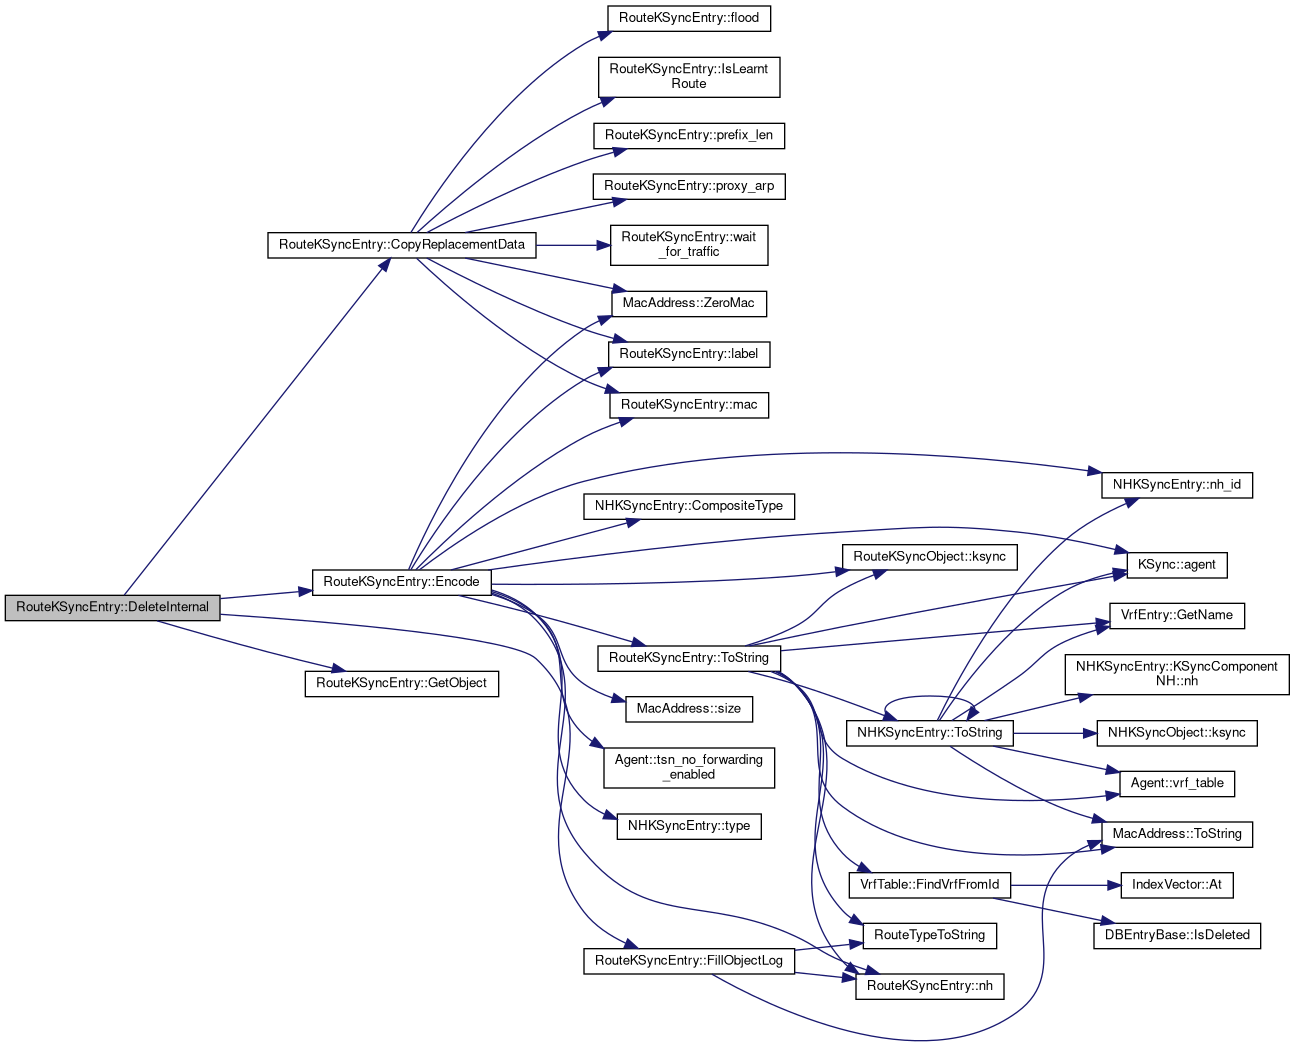 RouteKSyncEntry::flood
RouteKSyncEntry::IsLearnt
Route
RouteKSyncEntry::prefix_len
RouteKSyncEntry::proxy_arp
RouteKSyncEntry::CopyReplacementData
RouteKSyncEntry::wait
_for_traffic
MacAddress::ZeroMac
RouteKSyncEntry::label
RouteKSyncEntry::mac
NHKSyncEntry::nh_id
NHKSyncEntry::CompositeType
RouteKSyncObject::ksync
KSync::agent
RouteKSyncEntry::Encode
RouteKSyncEntry::DeleteInternal
VrfEntry::GetName
RouteKSyncEntry::ToString
NHKSyncEntry::KSyncComponent
NH::nh
RouteKSyncEntry::GetObject
MacAddress::size
NHKSyncEntry::ToString
NHKSyncObject::ksync
Agent::tsn_no_forwarding
_enabled
Agent::vrf_table
NHKSyncEntry::type
MacAddress::ToString
VrfTable::FindVrfFromId
IndexVector::At
RouteTypeToString
DBEntryBase::IsDeleted
RouteKSyncEntry::FillObjectLog
RouteKSyncEntry::nh